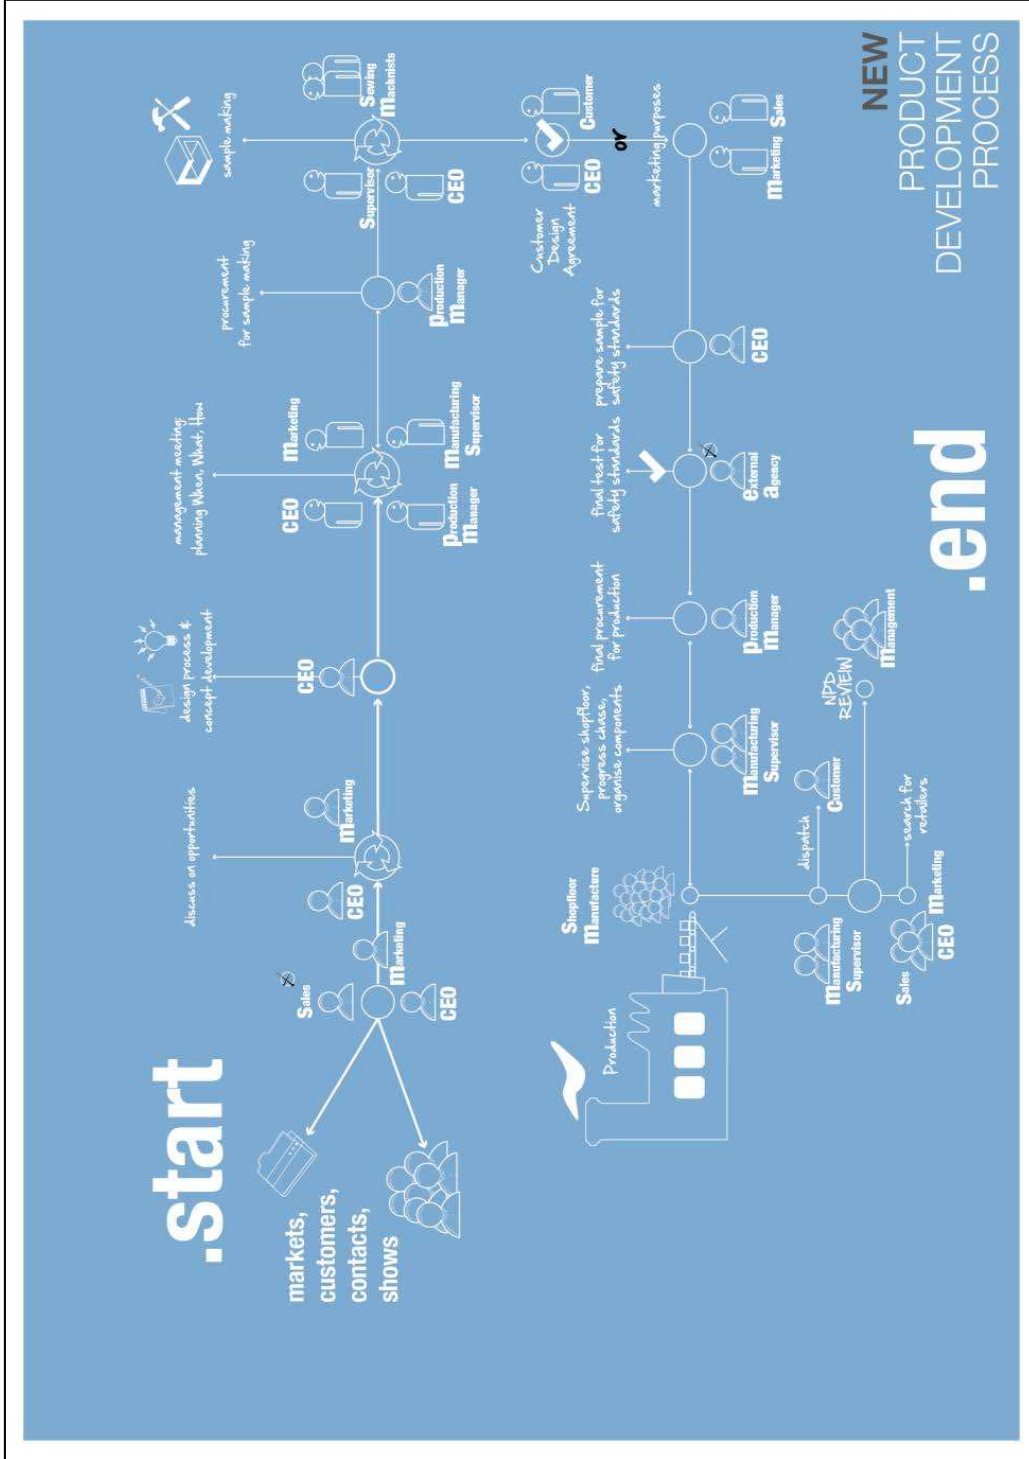 .start
markets,
customers,
contacts,
shows
Sales
CEO
marketing
discuss on opportunities
CEO
marketing
design process &
concept development
CEO
management meeting:
planning When, What, How
CEO
marketing
production
manager
manufacturing
Supervisor
procurement
for sample making
production
manager
sample making
Supervisor
CEO
Sewing
machnists
Customer
Design
Agreement
CEO
Customer
or
marketing purposes
marketing
Sales
prepare sample for
safety standards
CEO
final test for
safety standards
external
agency
final procurement
for production
production
manager
Supervise shopfloor,
progress chase,
organise components
manufacturing
Supervisor
Shopfloor
manufacture
Production
manufacturing
Supervisor
dispatch
Customer
Sales
CEO
marketing
search for
retailers
NPD
REVIEW
management
.end
NEW
PRODUCT
DEVELOPMENT
PROCESS